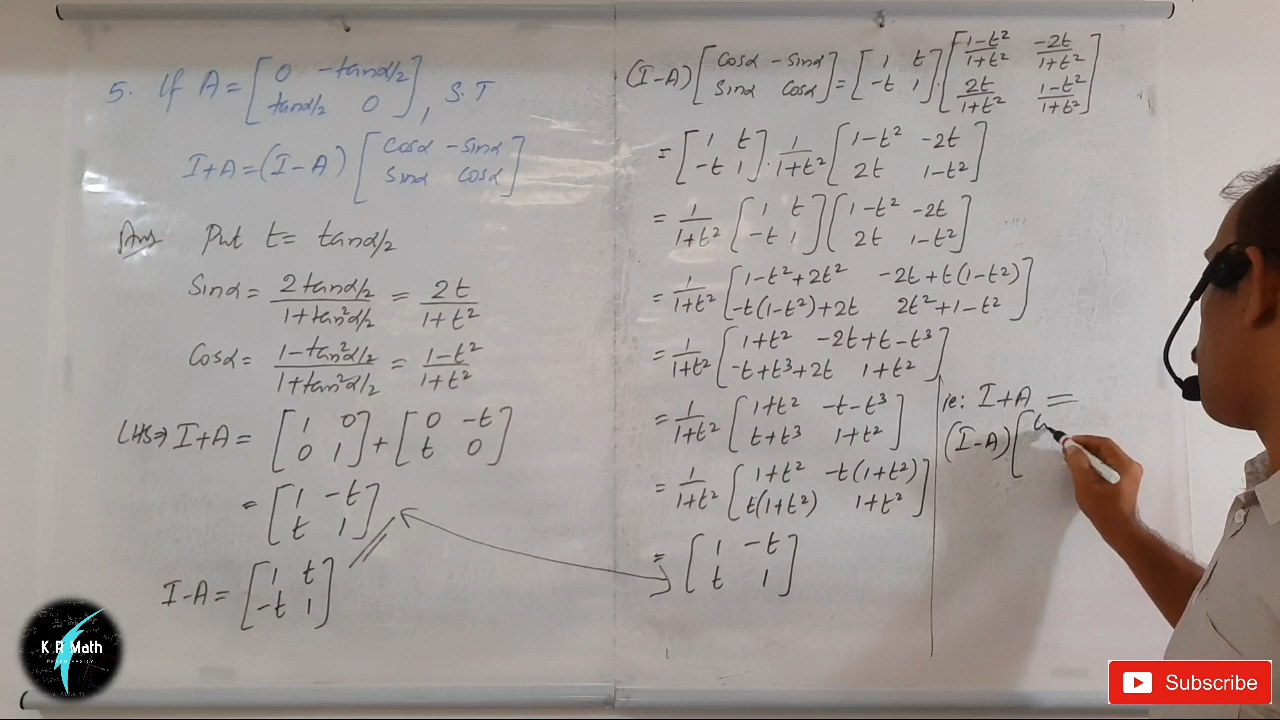 5. If A = [ 0 -tanα/2
tanα/2 0 ], S.T
I+A = (I-A) [ cosα -sinα
sinα cosα ]
Ans Put t = tanα/2
Sinα = 2tanα/2 / 1+tan²α/2 = 2t / 1+t²
Cosα = 1-tan²α/2 / 1+tan²α/2 = 1-t² / 1+t²
LHS⇒ I+A = [ 1 0
0 1 ] + [ 0 -t
t 0 ]
= [ 1 -t
t 1 ]
I-A = [ 1 t
-t 1 ]
(I-A) [ cosα -sinα
sinα cosα ] = [ 1 t
-t 1 ] . [ 1-t²/1+t² -2t/1+t²
2t/1+t² 1-t²/1+t² ]
= [ 1 t
-t 1 ] . 1/1+t² [ 1-t² -2t
2t 1-t² ]
= 1/1+t² [ 1 t
-t 1 ] [ 1-t² -2t
2t 1-t² ]
= 1/1+t² [ 1-t²+2t² -2t+t(1-t²)
-t(1-t²)+2t 2t²+1-t² ]
= 1/1+t² [ 1+t² -2t+t-t³
-t+t³+2t 1+t² ]
= 1/1+t² [ 1+t² -t-t³
t+t³ 1+t² ]
= 1/1+t² [ 1+t² -t(1+t²)
t(1+t²) 1+t² ]
= [ 1 -t
t 1 ]
ie: I+A =
(I-A) [
K R Math
Subscribe